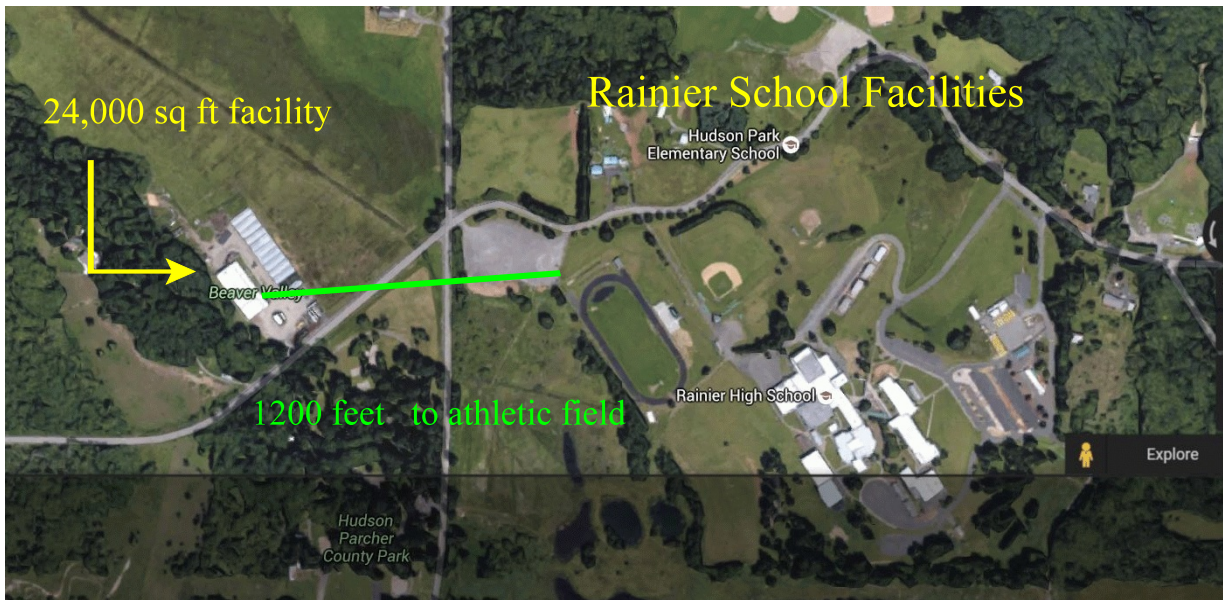 Rainier School Facilities
24,000 sq ft facility
Hudson Park
Elementary School
Beaver Valley
Rainier High School
1200 feet to athletic field
Explore
Hudson
Parcher
County Park